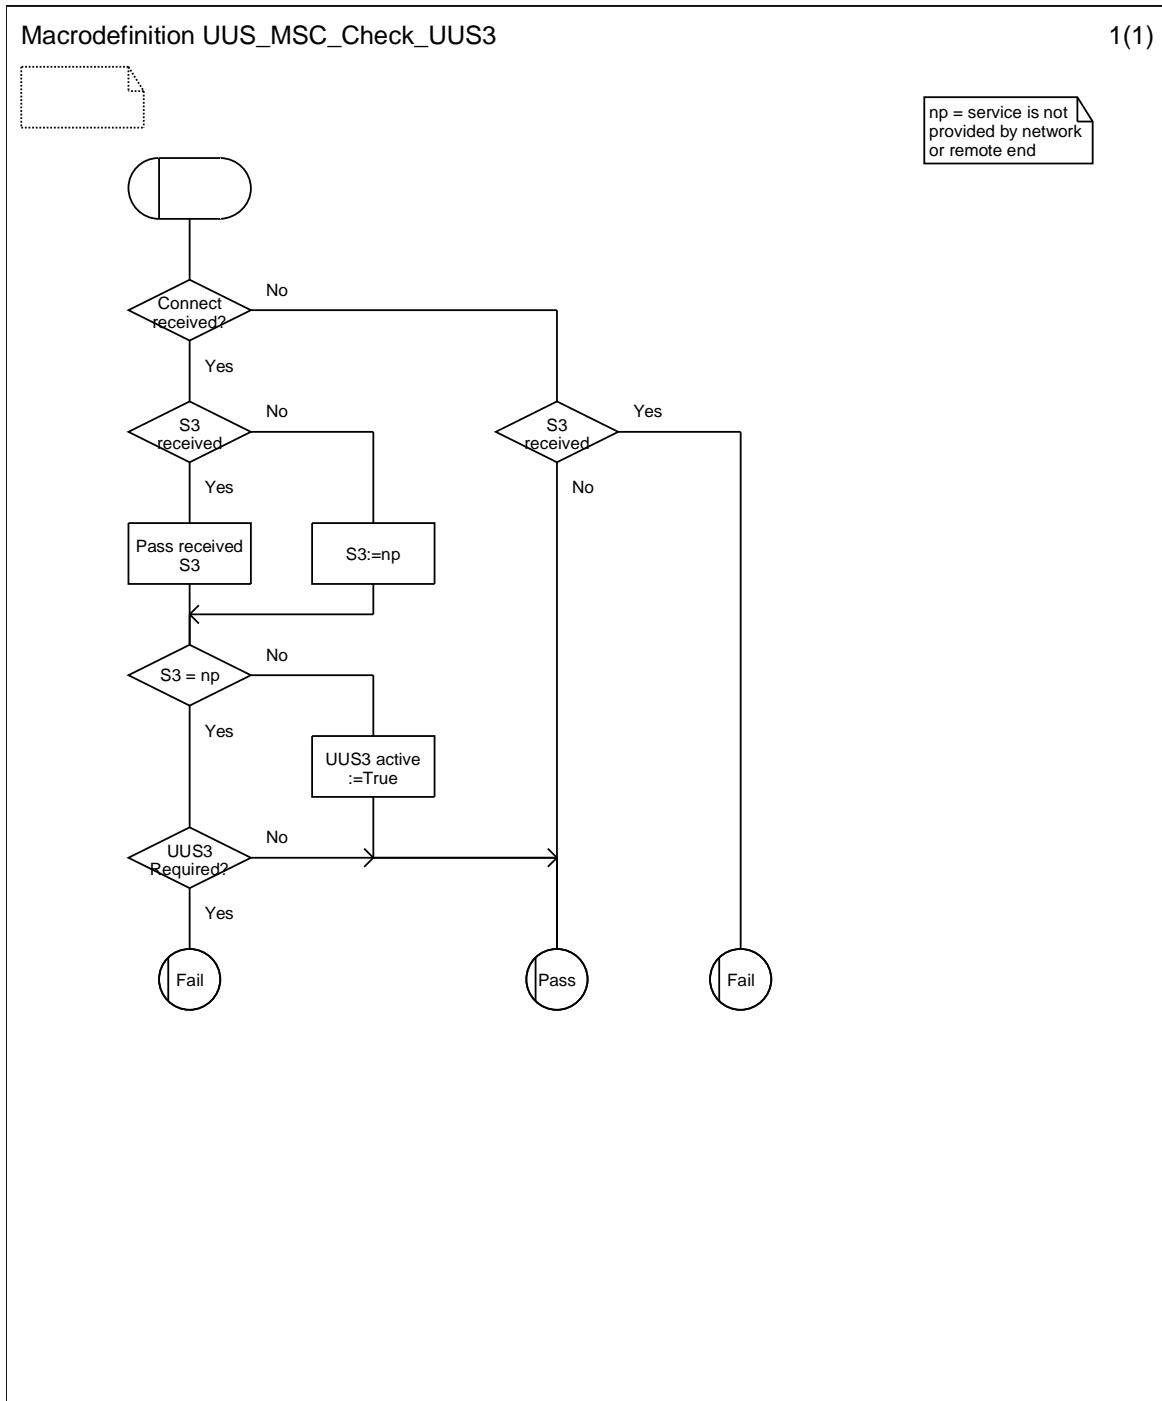 Macrodefinition UUS_MSC_Check_UUS3
1(1)
np = service is not
provided by network
or remote end
Connect
received?
No
Yes
S3
received
No
S3
received
Yes
Yes
No
Pass received
S3
S3:=np
S3 = np
No
Yes
UUS3 active
:=True
UUS3
Required?
No
Yes
Fail
Pass
Fail